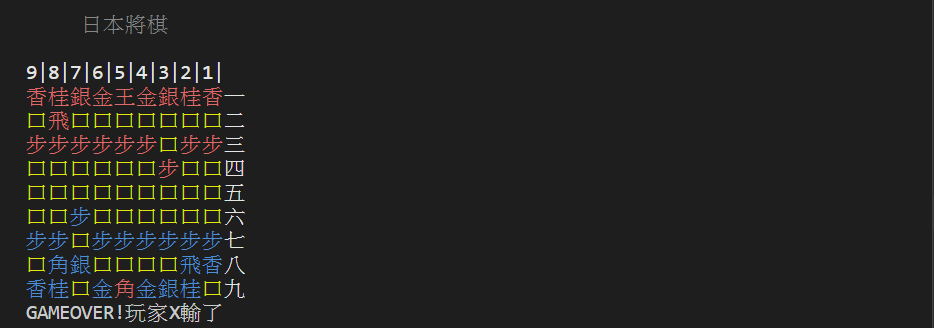 日本將棋
9|8|7|6|5|4|3|2|1|
香桂銀金王金銀桂香一
口飛口口口口口口口二
步步步步步步口步步三
口口口口口口步口口四
口口口口口口口口口五
口口步口口口口口口六
步步口步步步步步步七
口角銀口口口口飛香八
香桂口金角金銀桂口九
GAMEOVER!玩家X輸了